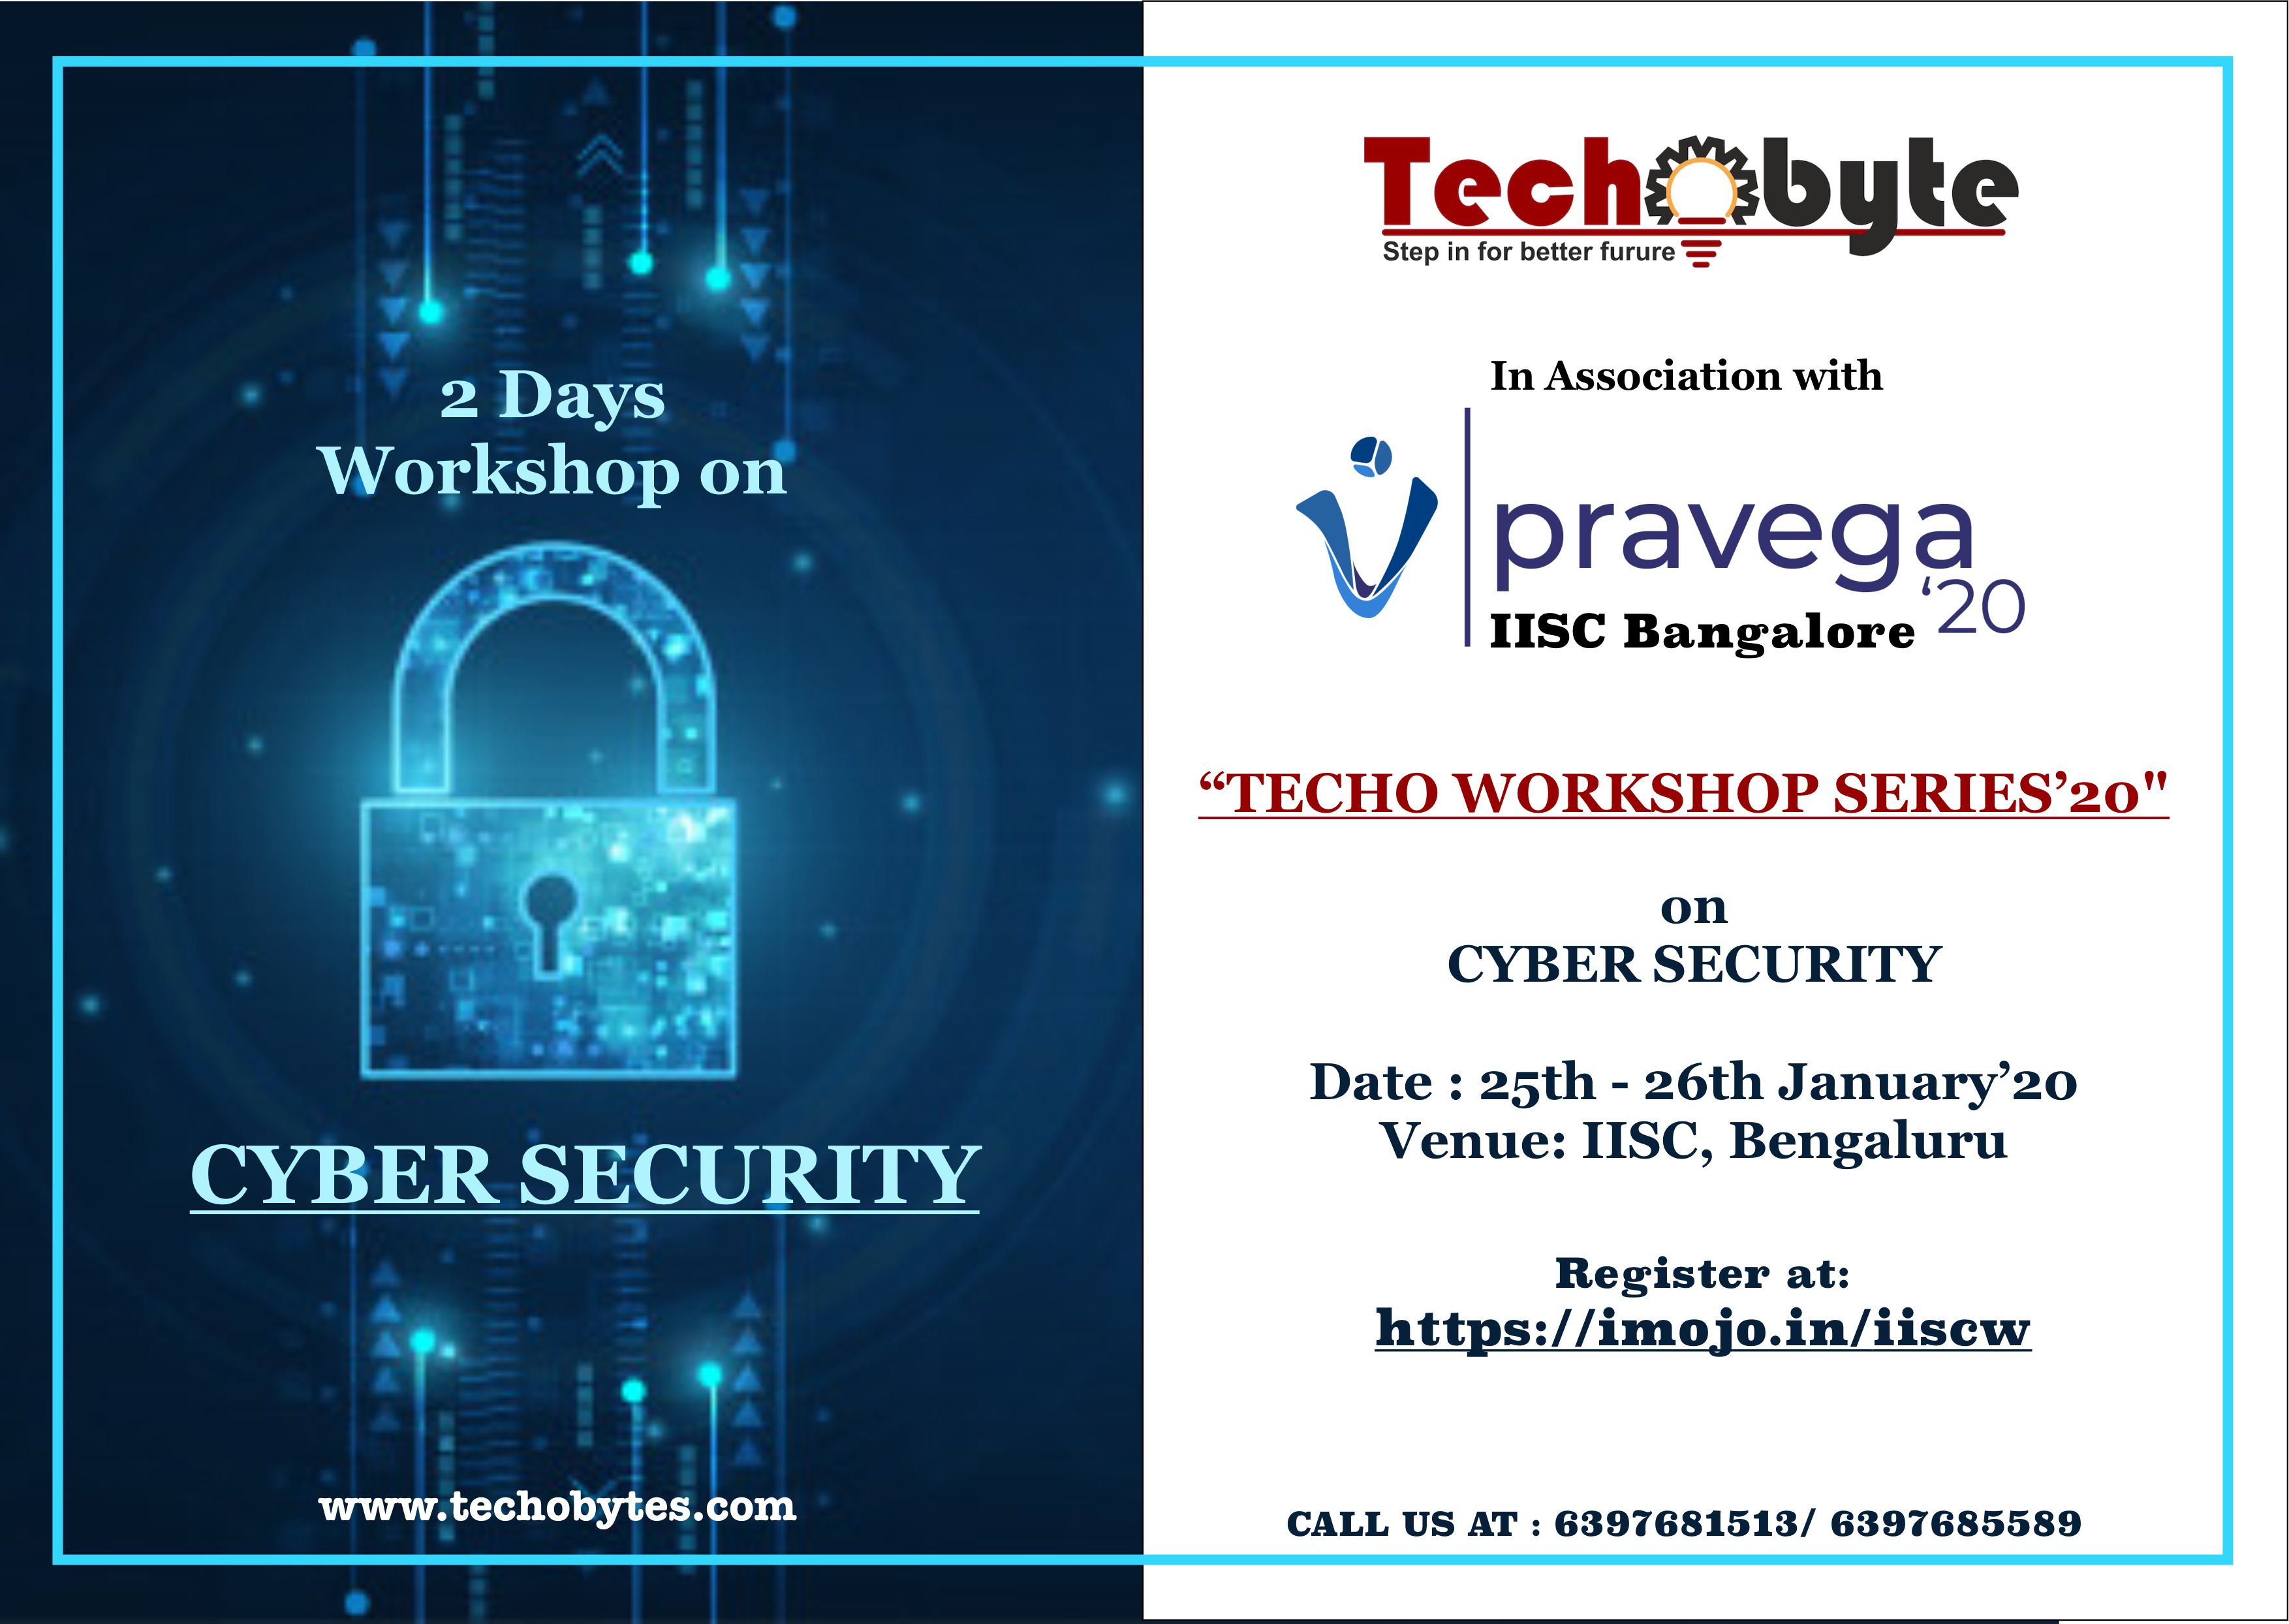 2 Days
Workshop on
CYBER SECURITY
www.techobytes.com
Techobyte
Step in for better furure
In Association with
pravega
'20
IISC Bangalore
“TECHO WORKSHOP SERIES’20"
on
CYBER SECURITY
Date : 25th - 26th January’20
Venue: IISC, Bengaluru
Register at:
https://imojo.in/iiscw
CALL US AT : 6397681513/ 6397685589